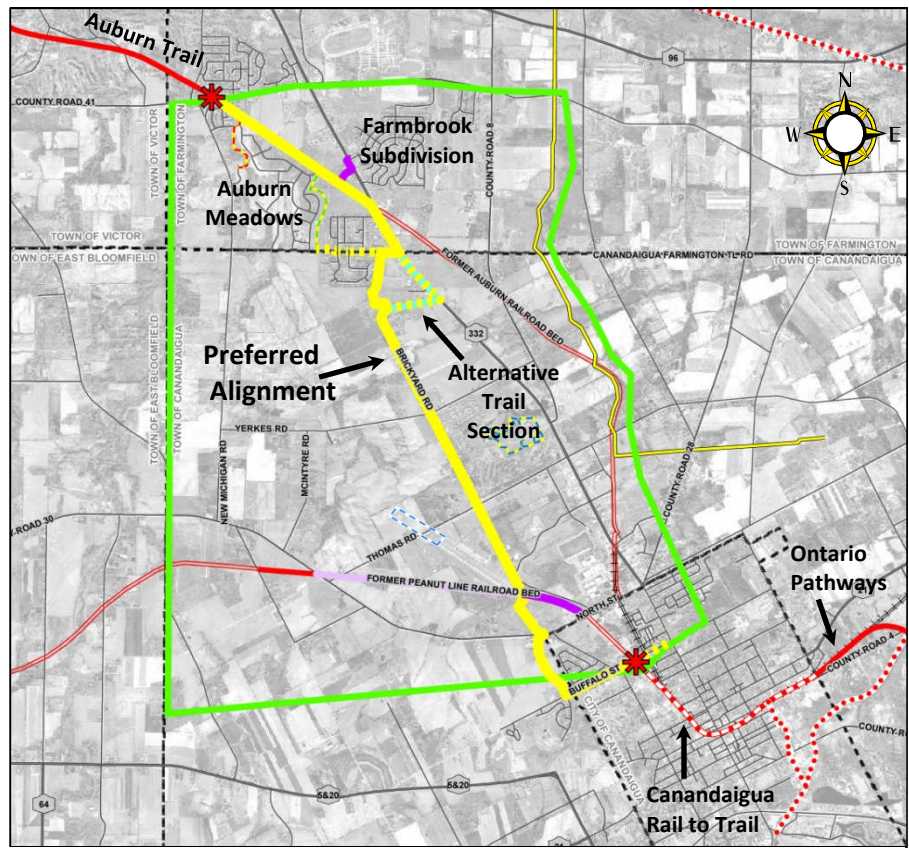 Auburn Trail
96
N
W
E
S
COUNTY ROAD 41
TOWN OF VICTOR
TOWN OF FARMINGTON
Farmbrook
Subdivision
COUNTY ROAD 8
Auburn
Meadows
TOWN OF VICTOR
TOWN OF EAST BLOOMFIELD
CANANDAIGUA FARMINGTON TL RD
TOWN OF FARMINGTON
TOWN OF CANANDAIGUA
FORMER AUBURN RAILROAD BED
332
TOWN OF EAST BLOOMFIELD
TOWN OF CANANDAIGUA
Preferred
Alignment
BRICKYARD RD
Alternative
Trail
Section
YERKES RD
NEW MICHIGAN RD
MCINTYRE RD
COUNTY ROAD 28
THOMAS RD
FORMER PEANUT LINE RAILROAD BED
NORTH ST
Ontario
Pathways
COUNTY ROAD 4
BUFFALO ST
CITY OF CANANDAIGUA
Canandaigua
Rail to Trail
64
5&20
5&20